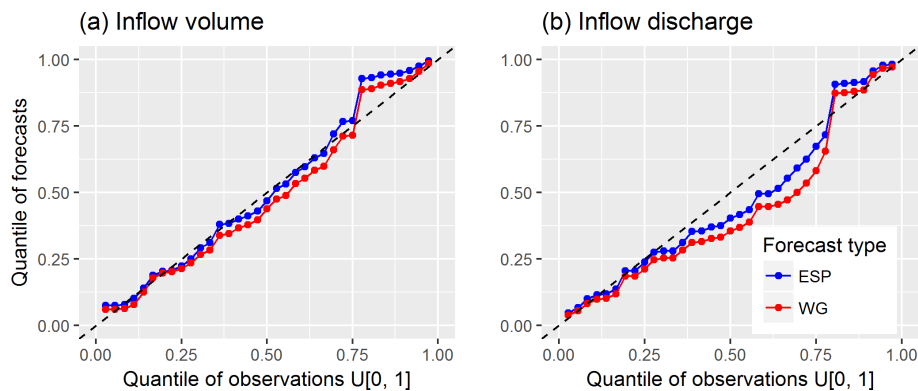 (a) Inflow volume
(b) Inflow discharge
Quantile of forecasts
1.00
0.75
0.50
0.25
0.00
0.00 0.25 0.50 0.75 1.00
Quantile of observations U[0, 1]
1.00
0.75
0.50
0.25
0.00
Forecast type
ESP
WG
0.00 0.25 0.50 0.75 1.00
Quantile of observations U[0, 1]